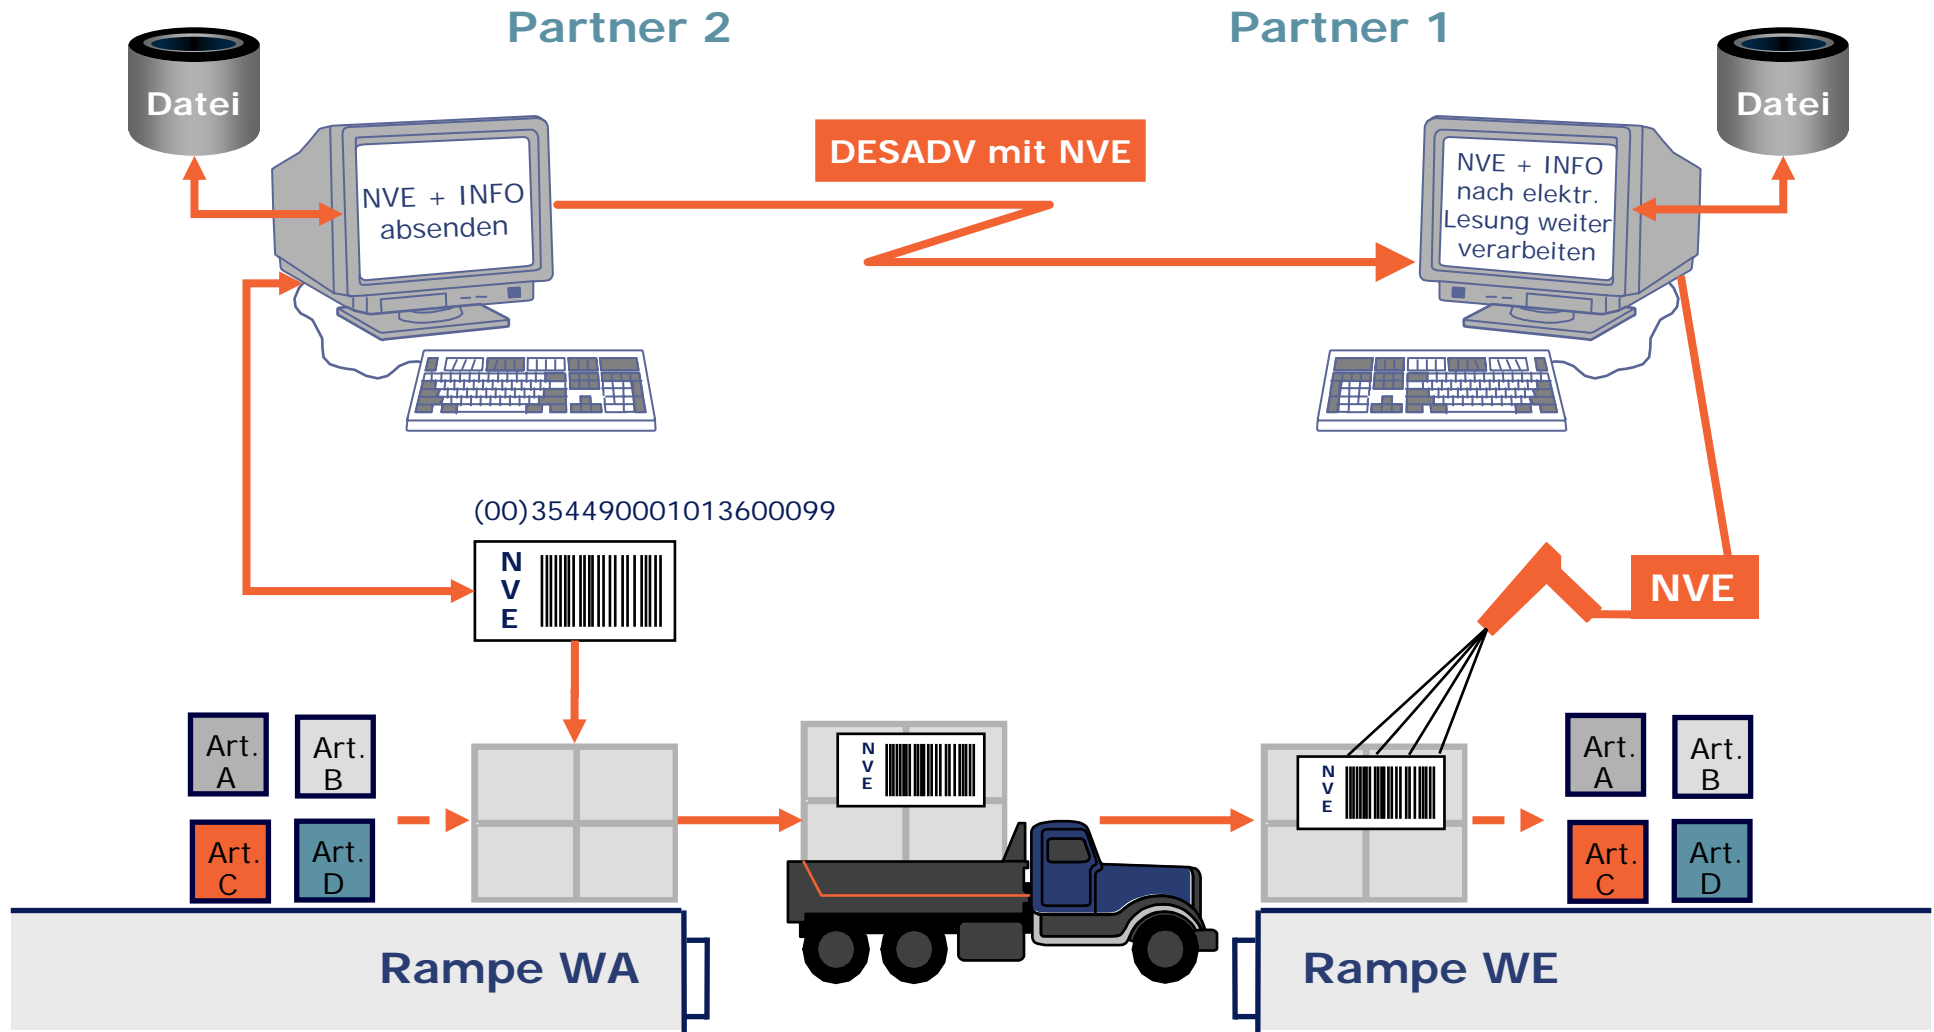 Partner 2
Partner 1
Datei
Datei
DESADV mit NVE
NVE + INFO
absenden
NVE + INFO
nach elektr.
Lesung weiter
verarbeiten
(00)354490001013600099
N
V
E
NVE
Art.
A
Art.
B
Art.
C
Art.
D
N
V
E
N
V
E
Art.
A
Art.
B
Art.
C
Art.
D
Rampe WA
Rampe WE